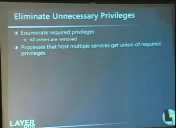 Eliminate Unnecessary Privileges
Enumerate required privileges
All others are removed
Processes that host multiple services get union of required
privileges
LAYER